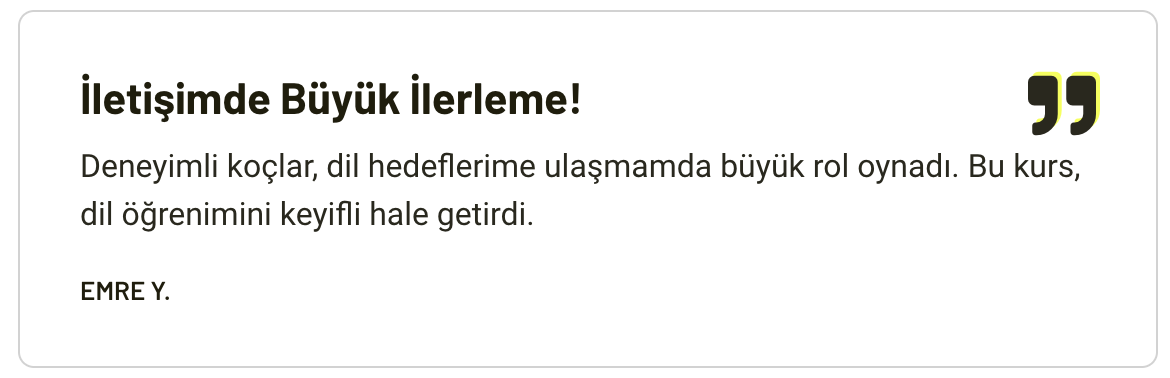 İletişimde Büyük İlerleme!
Deneyimli koçlar, dil hedeflerime ulaşmamda büyük rol oynadı. Bu kurs,
dil öğrenimini keyifli hale getirdi.
EMRE Y.